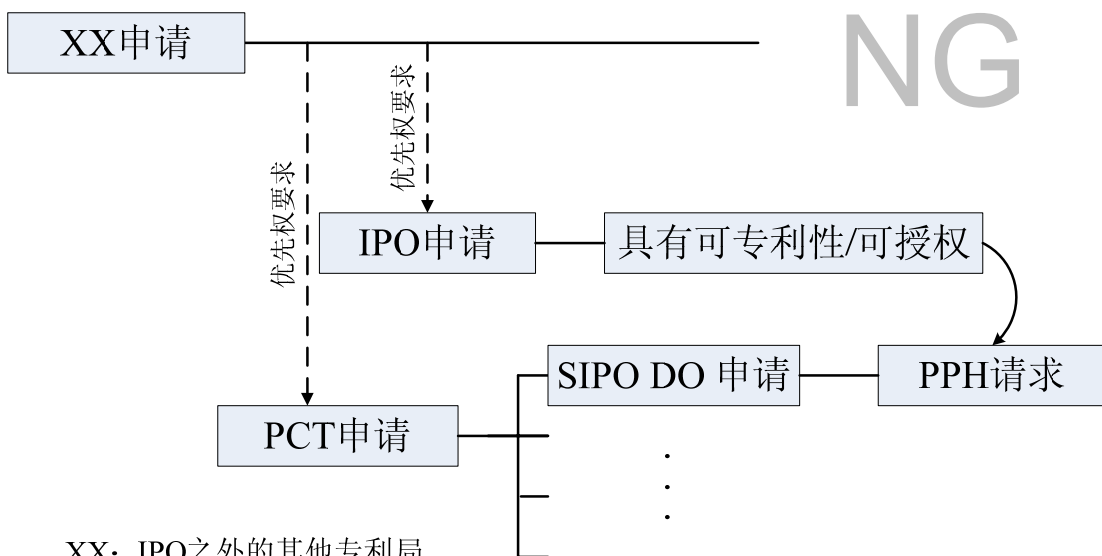 XX申请
NG
优先权要求
优先权要求
IPO申请
具有可专利性/可授权
SIPO DO 申请
PPH请求
PCT申请
XX：IPO之外的其他专利局